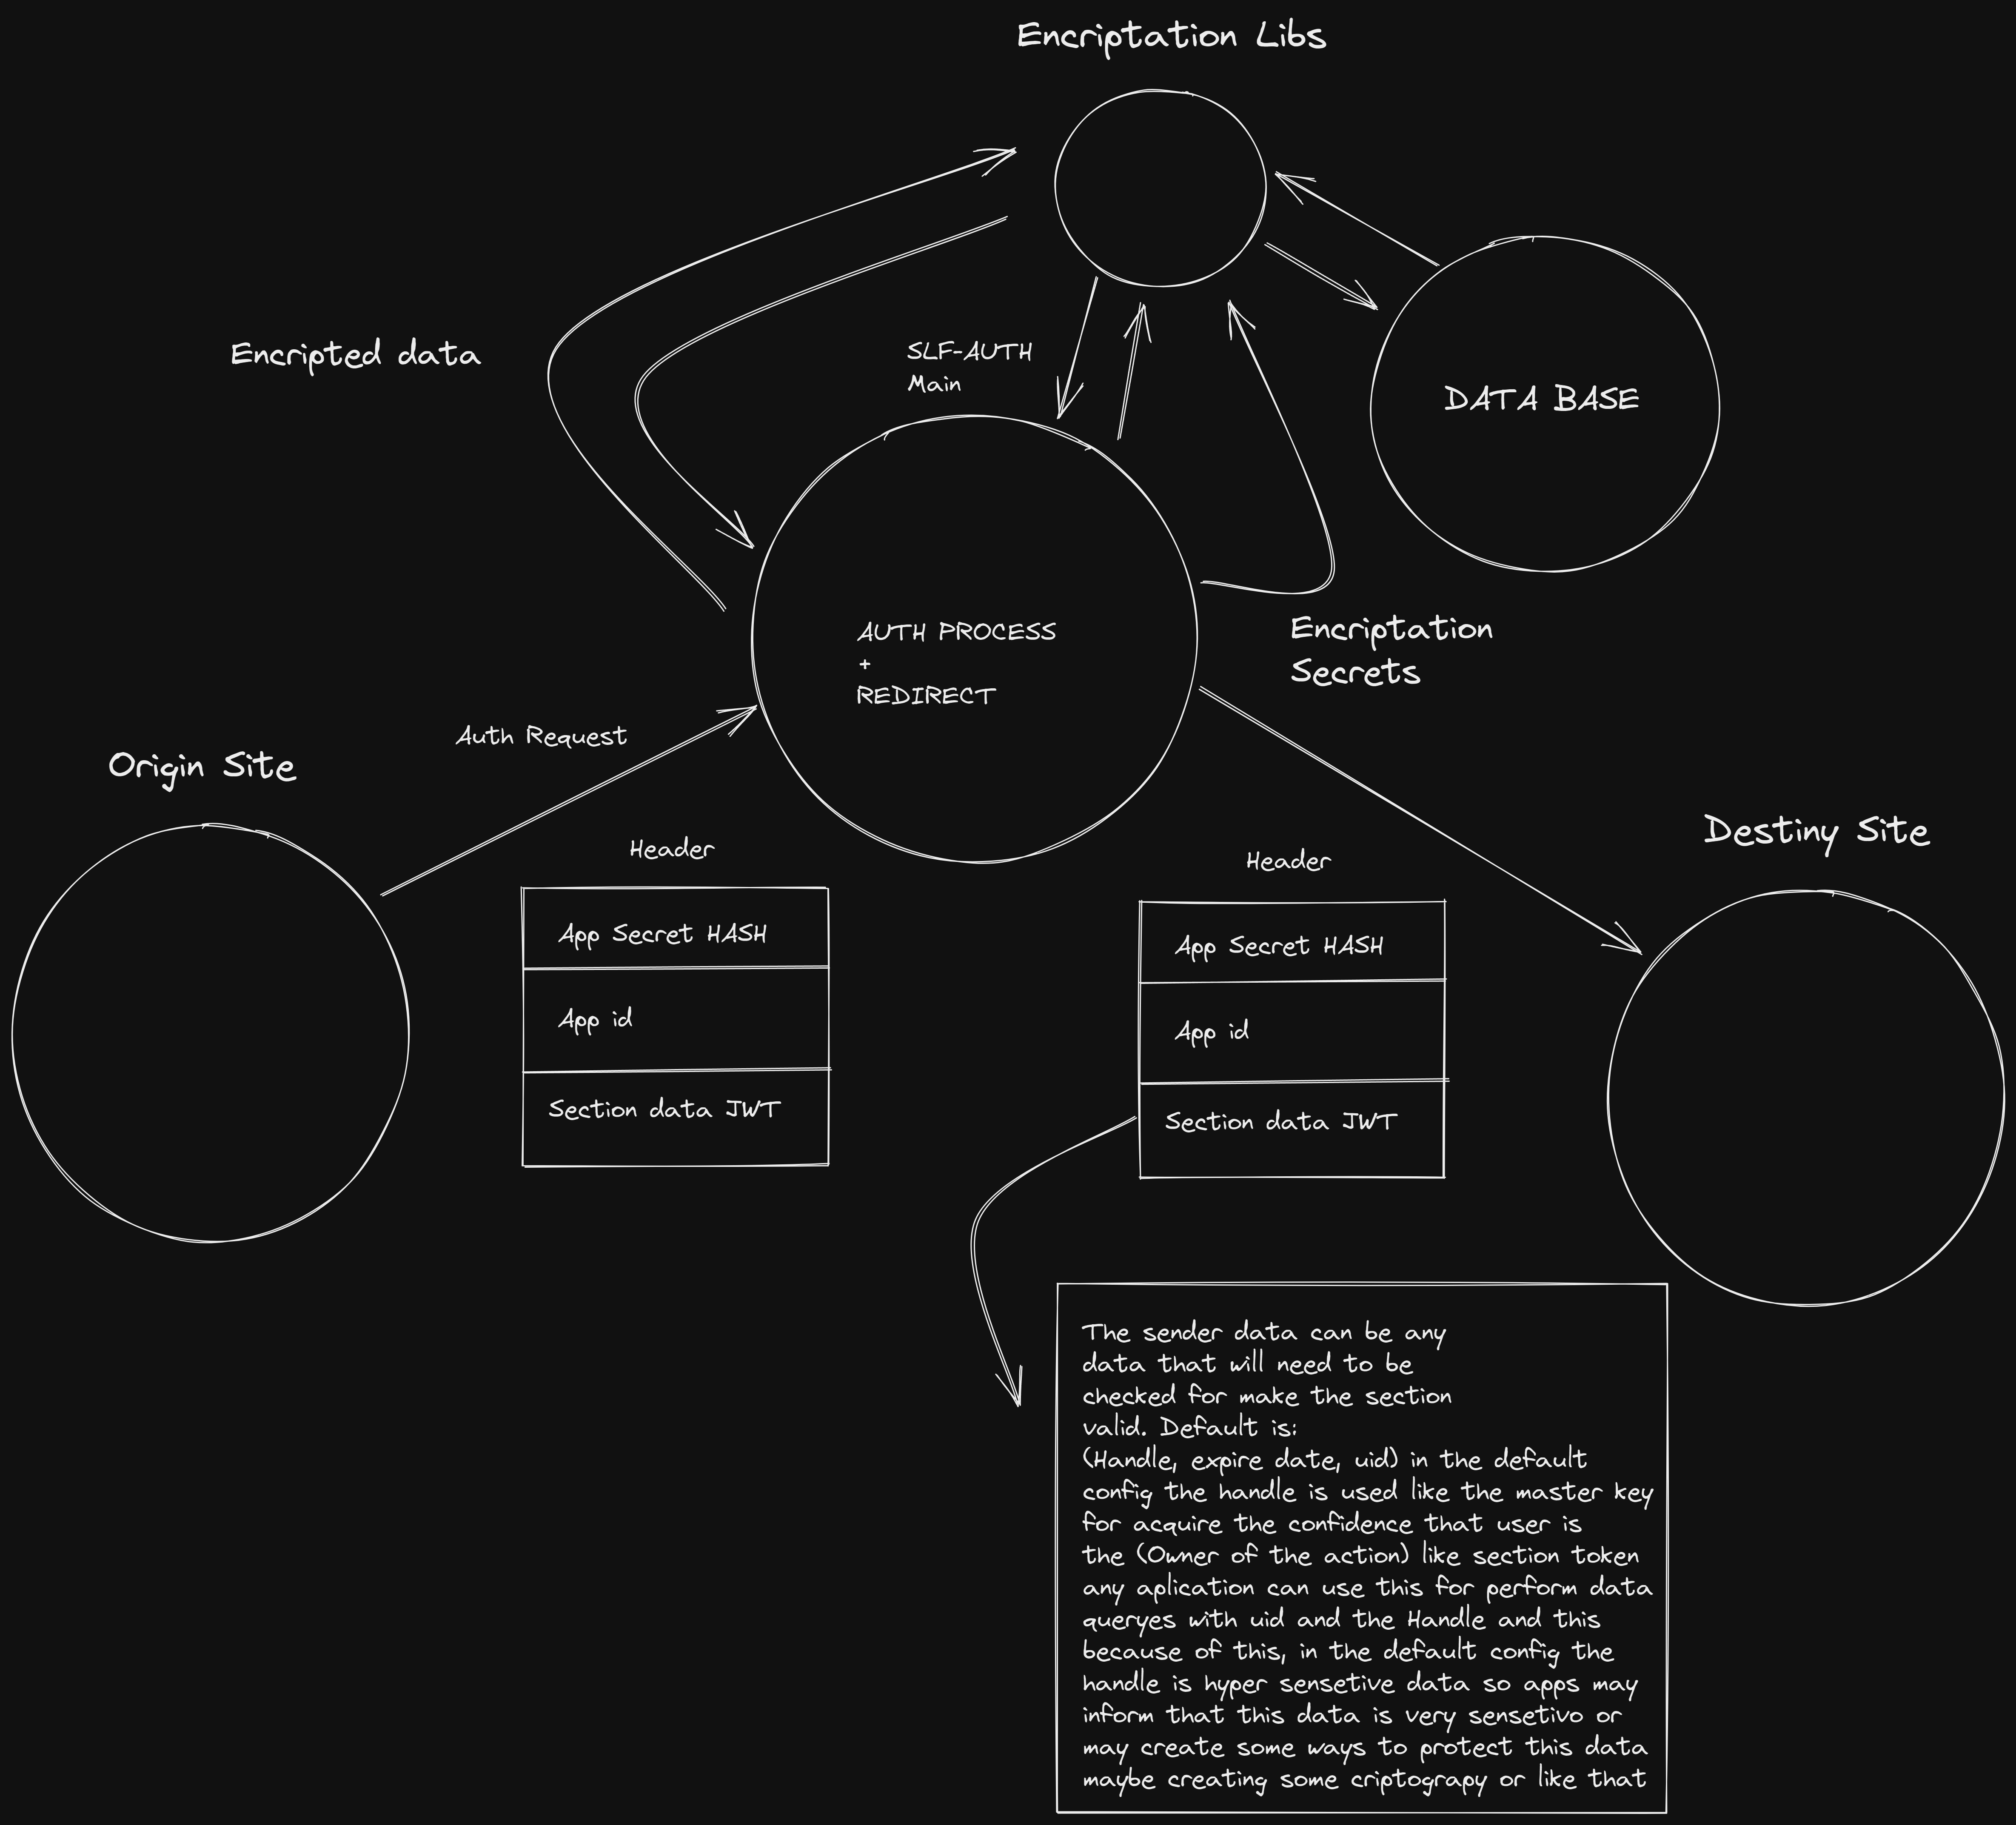 Encriptation Libs
Encripted data
SLF-AUTH
Main
DATA BASE
AUTH PROCESS
+
REDIRECT
Encriptation
Secrets
Auth Request
Origin Site
Destiny Site
Header
App Secret HASH
App id
Section data JWT
Header
App Secret HASH
App id
Section data JWT
The sender data can be any
data that will need to be
checked for make the section
valid. Default is:
(Handle, expire date, uid) in the default
config the handle is used like the master key
for acquire the confidence that user is
the (Owner of the action) like section token
any aplication can use this for perform data
queryes with uid and the Handle and this
because of this, in the default config the
handle is hyper sensetive data so apps may
inform that this data is very sensetivo or
may create some ways to protect this data
maybe creating some criptograpy or like that